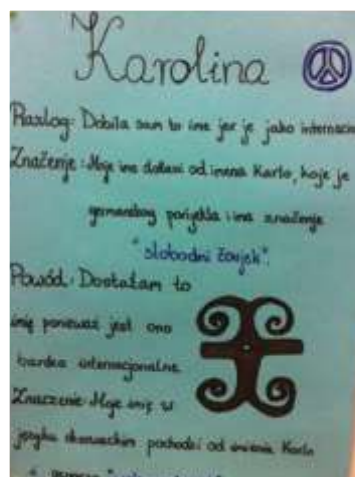 Karolina
Razlog: Dobila sam to ime jer je jako internacio
Značenje: Moje ime dolazi od imena Karlo, koje je
germanskog porijekla i ima značenje
"slobodni čovjek".
Powód: Dostałam to
imię ponieważ jest ono
bardzo internacjonalne.
Znaczenie: Moje imię w
języku chorwackim pochodzi od imienia Karlo